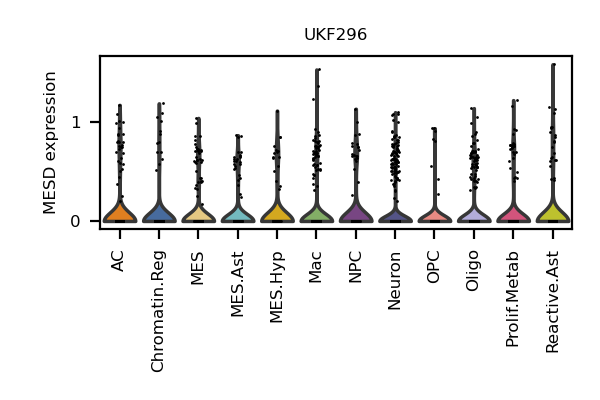 UKF296
MESD expression
1
0
AC
Chromatin.Reg
MES
MES.Ast
MES.Hyp
Mac
NPC
Neuron
OPC
Oligo
Prolif.Metab
Reactive.Ast